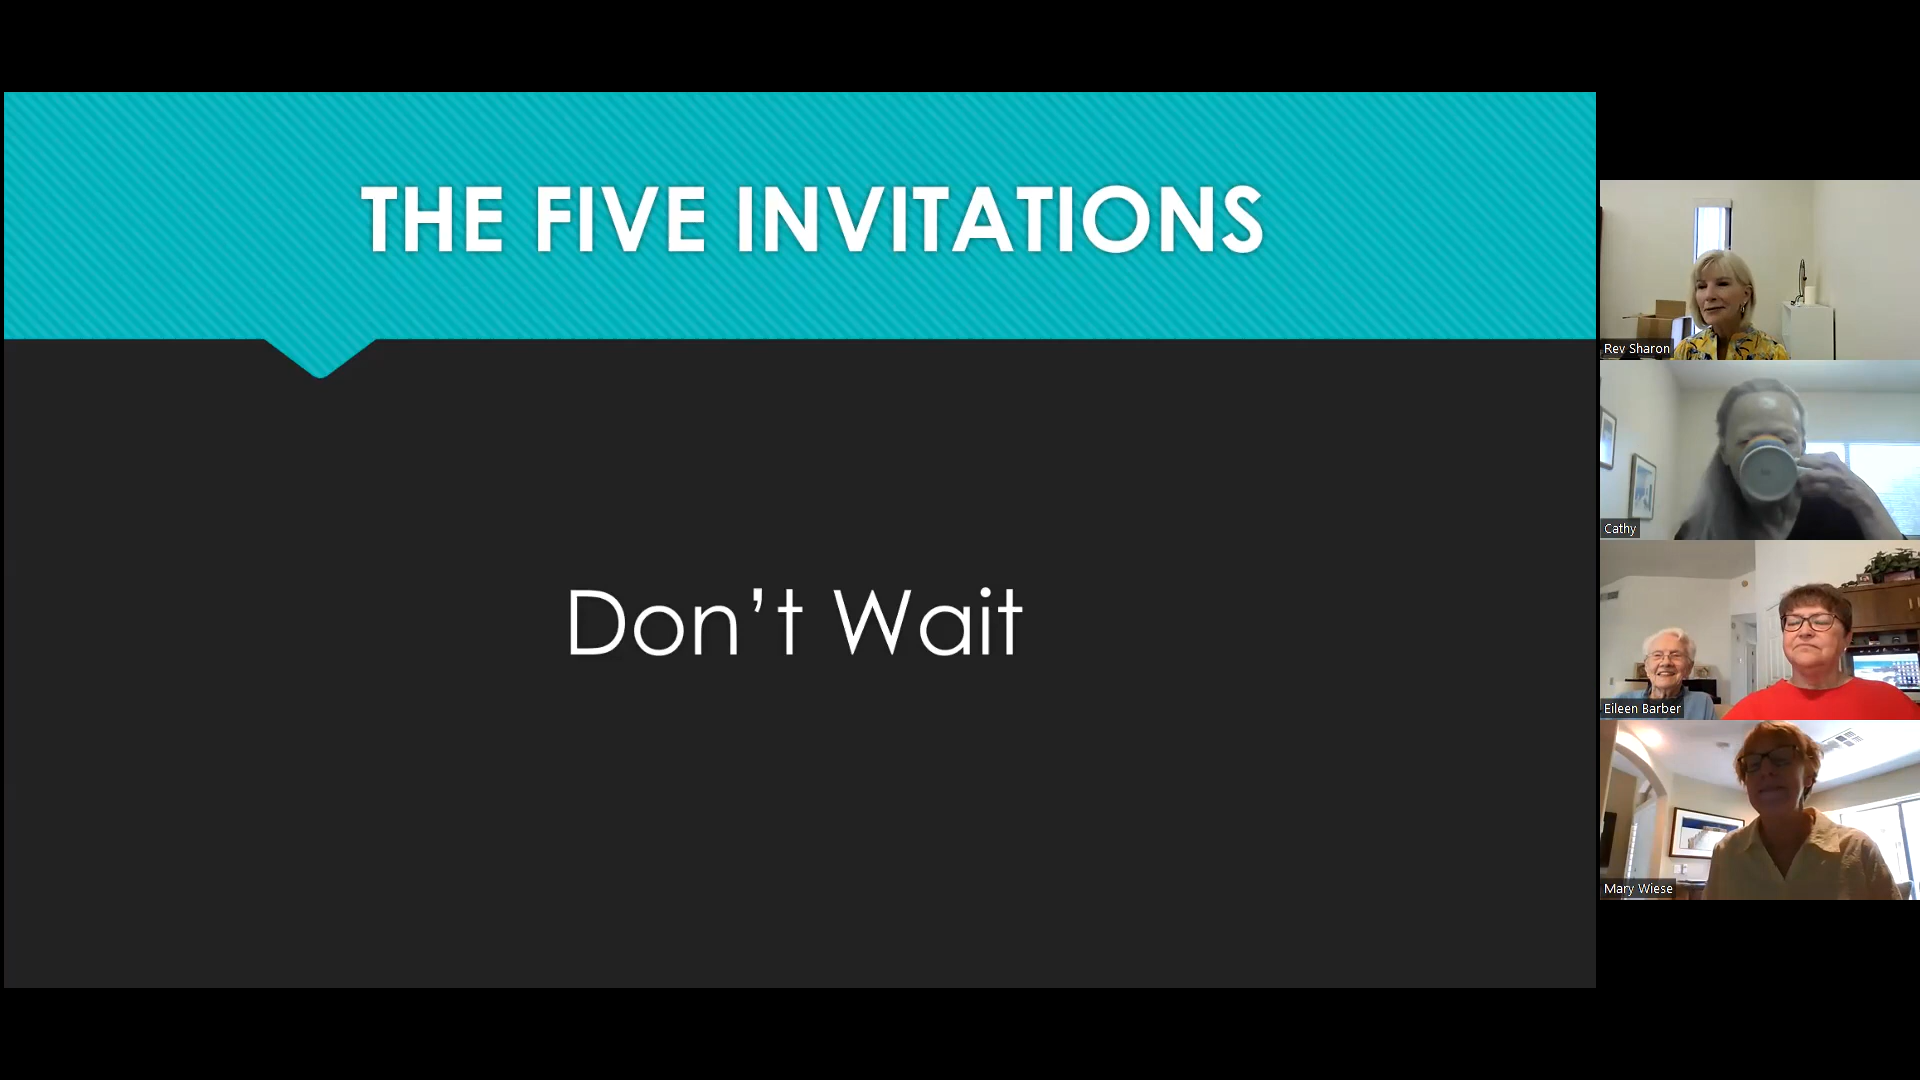 THE FIVE INVITATIONS
Don’t Wait
Rev Sharon
Cathy
Eileen Barber
Mary Wiese